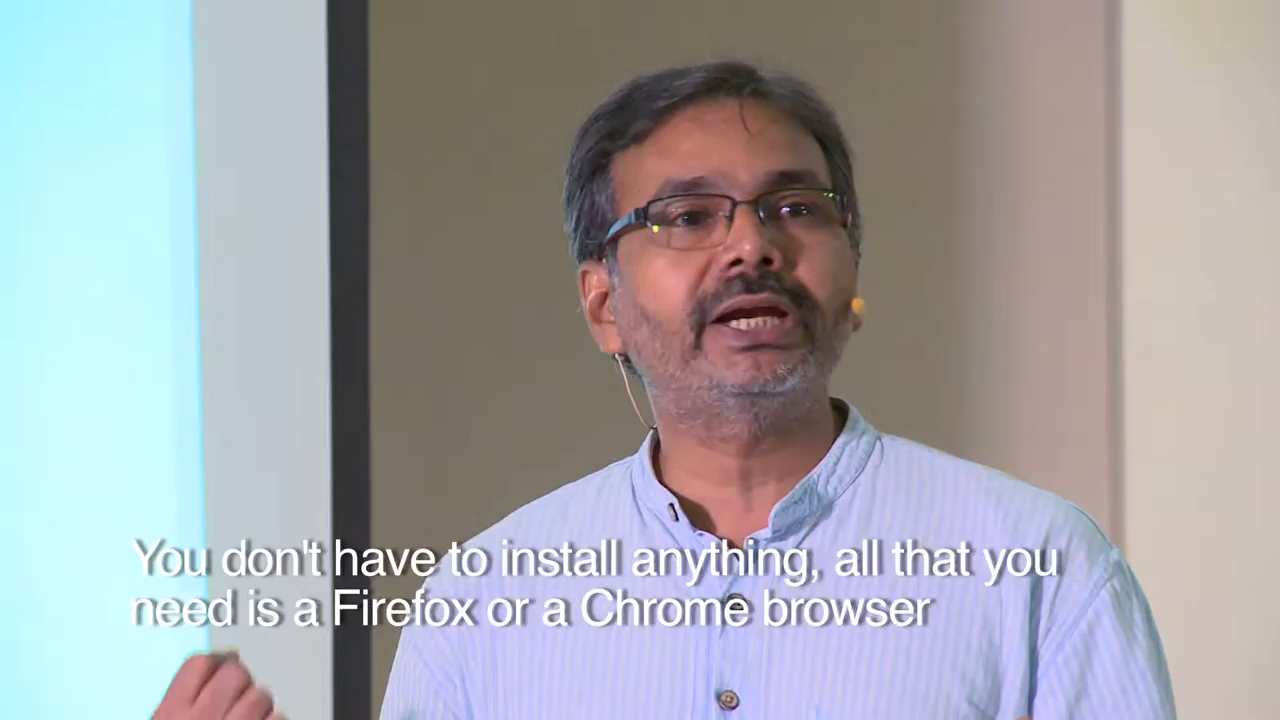 You don't have to install anything, all that you
need is a Firefox or a Chrome browser